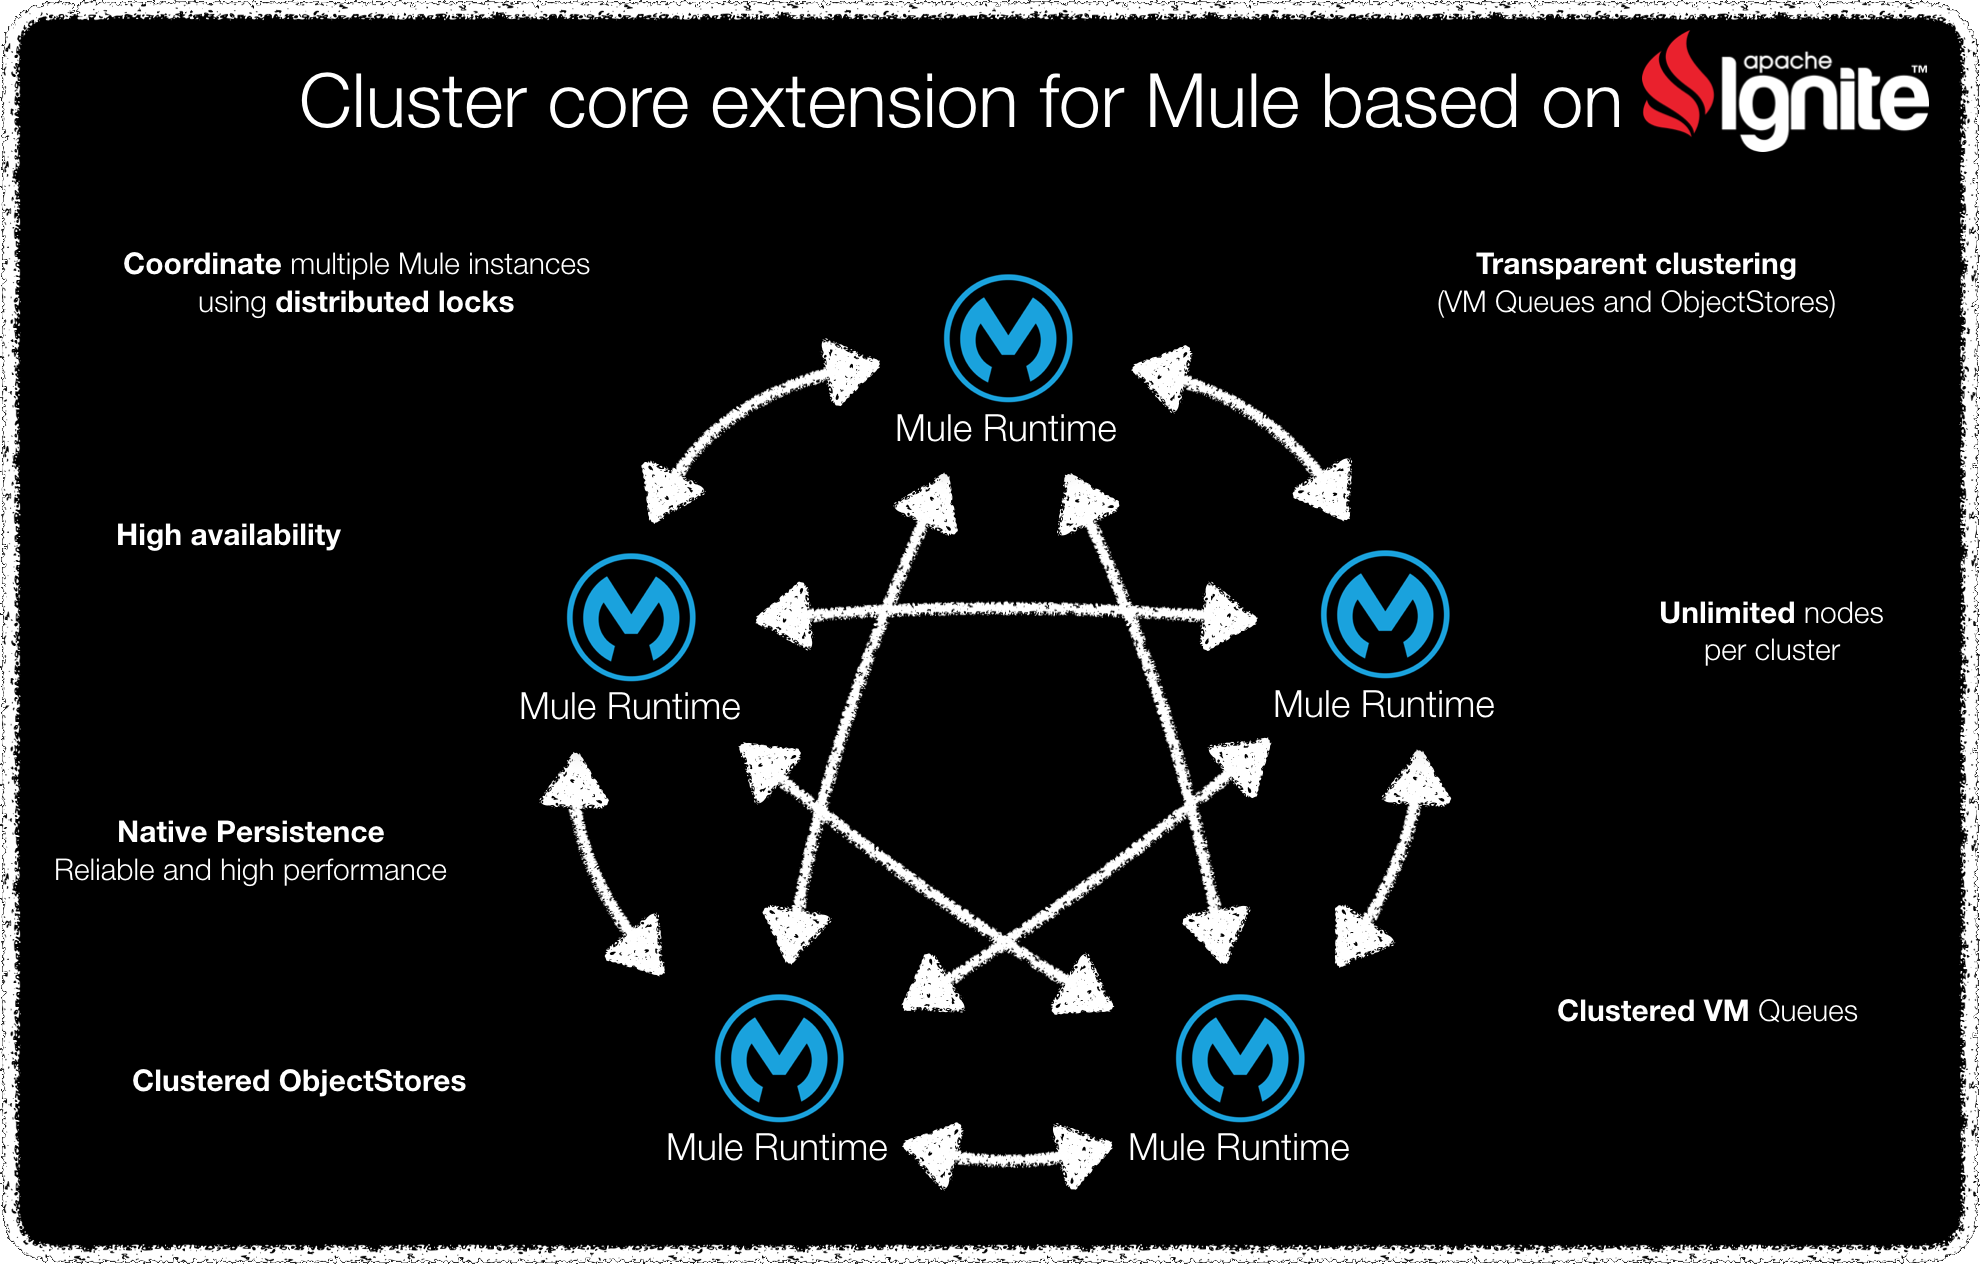 Cluster core extension for Mule based on apache Ignite™
Coordinate multiple Mule instances
using distributed locks
Transparent clustering
(VM Queues and ObjectStores)
Mule Runtime
High availability
Mule Runtime
Mule Runtime
Unlimited nodes
per cluster
Native Persistence
Reliable and high performance
Clustered VM Queues
Clustered ObjectStores
Mule Runtime
Mule Runtime